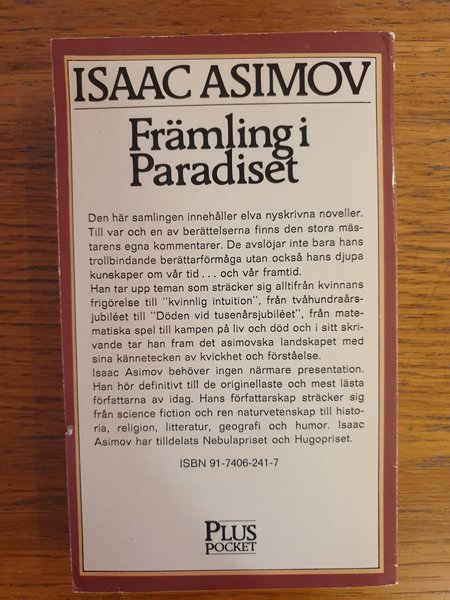 ISAAC ASIMOV
Främling i
Paradiset
Den här samlingen innehåller elva nyskrivna noveller.
Till var och en av berättelserna finns den stora mäs-
tarens egna kommentarer. De avslöjar inte bara hans
trollbindande berättarförmåga utan också hans djupa
kunskaper om vår tid . . . och vår framtid.
Han tar upp teman som sträcker sig alltifrån kvinnans
frigörelse till "kvinnlig intuition", från tvåhundraårs-
jubiléet till "Döden vid tusenårsjubiléet", från mate-
matiska spel till kampen på liv och död och i sitt skri-
vande tar han fram det asimovska landskapet med
sina kännetecken av kvickhet och förståelse.
Isaac Asimov behöver ingen närmare presentation.
Han hör definitivt till de originellaste och mest lästa
författarna av idag. Hans författarskap sträcker sig
från science fiction och ren naturvetenskap till histo-
ria, religion, litteratur, geografi och humor. Isaac
Asimov har tilldelats Nebulapriset och Hugopriset.
ISBN 91-7406-241-7
PLUS
POCKET